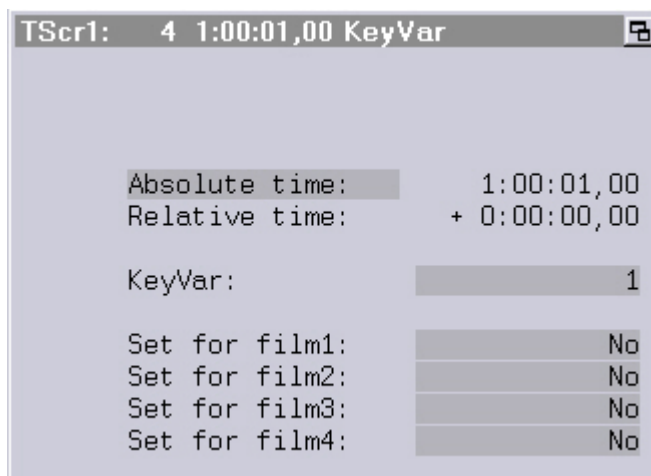 TScr1: 4 1:00:01,00 KeyVar
Absolute time: 1:00:01,00
Relative time: + 0:00:00,00
KeyVar: 1
Set for film1: No
Set for film2: No
Set for film3: No
Set for film4: No